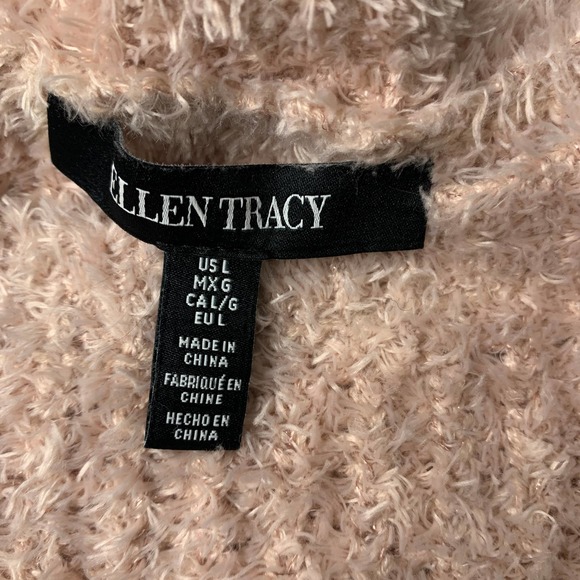 ELLEN TRACY
US L
MX G
CA L/G
EU L
MADE IN
CHINA
FABRIQUÉ EN
CHINE
HECHO EN
CHINA